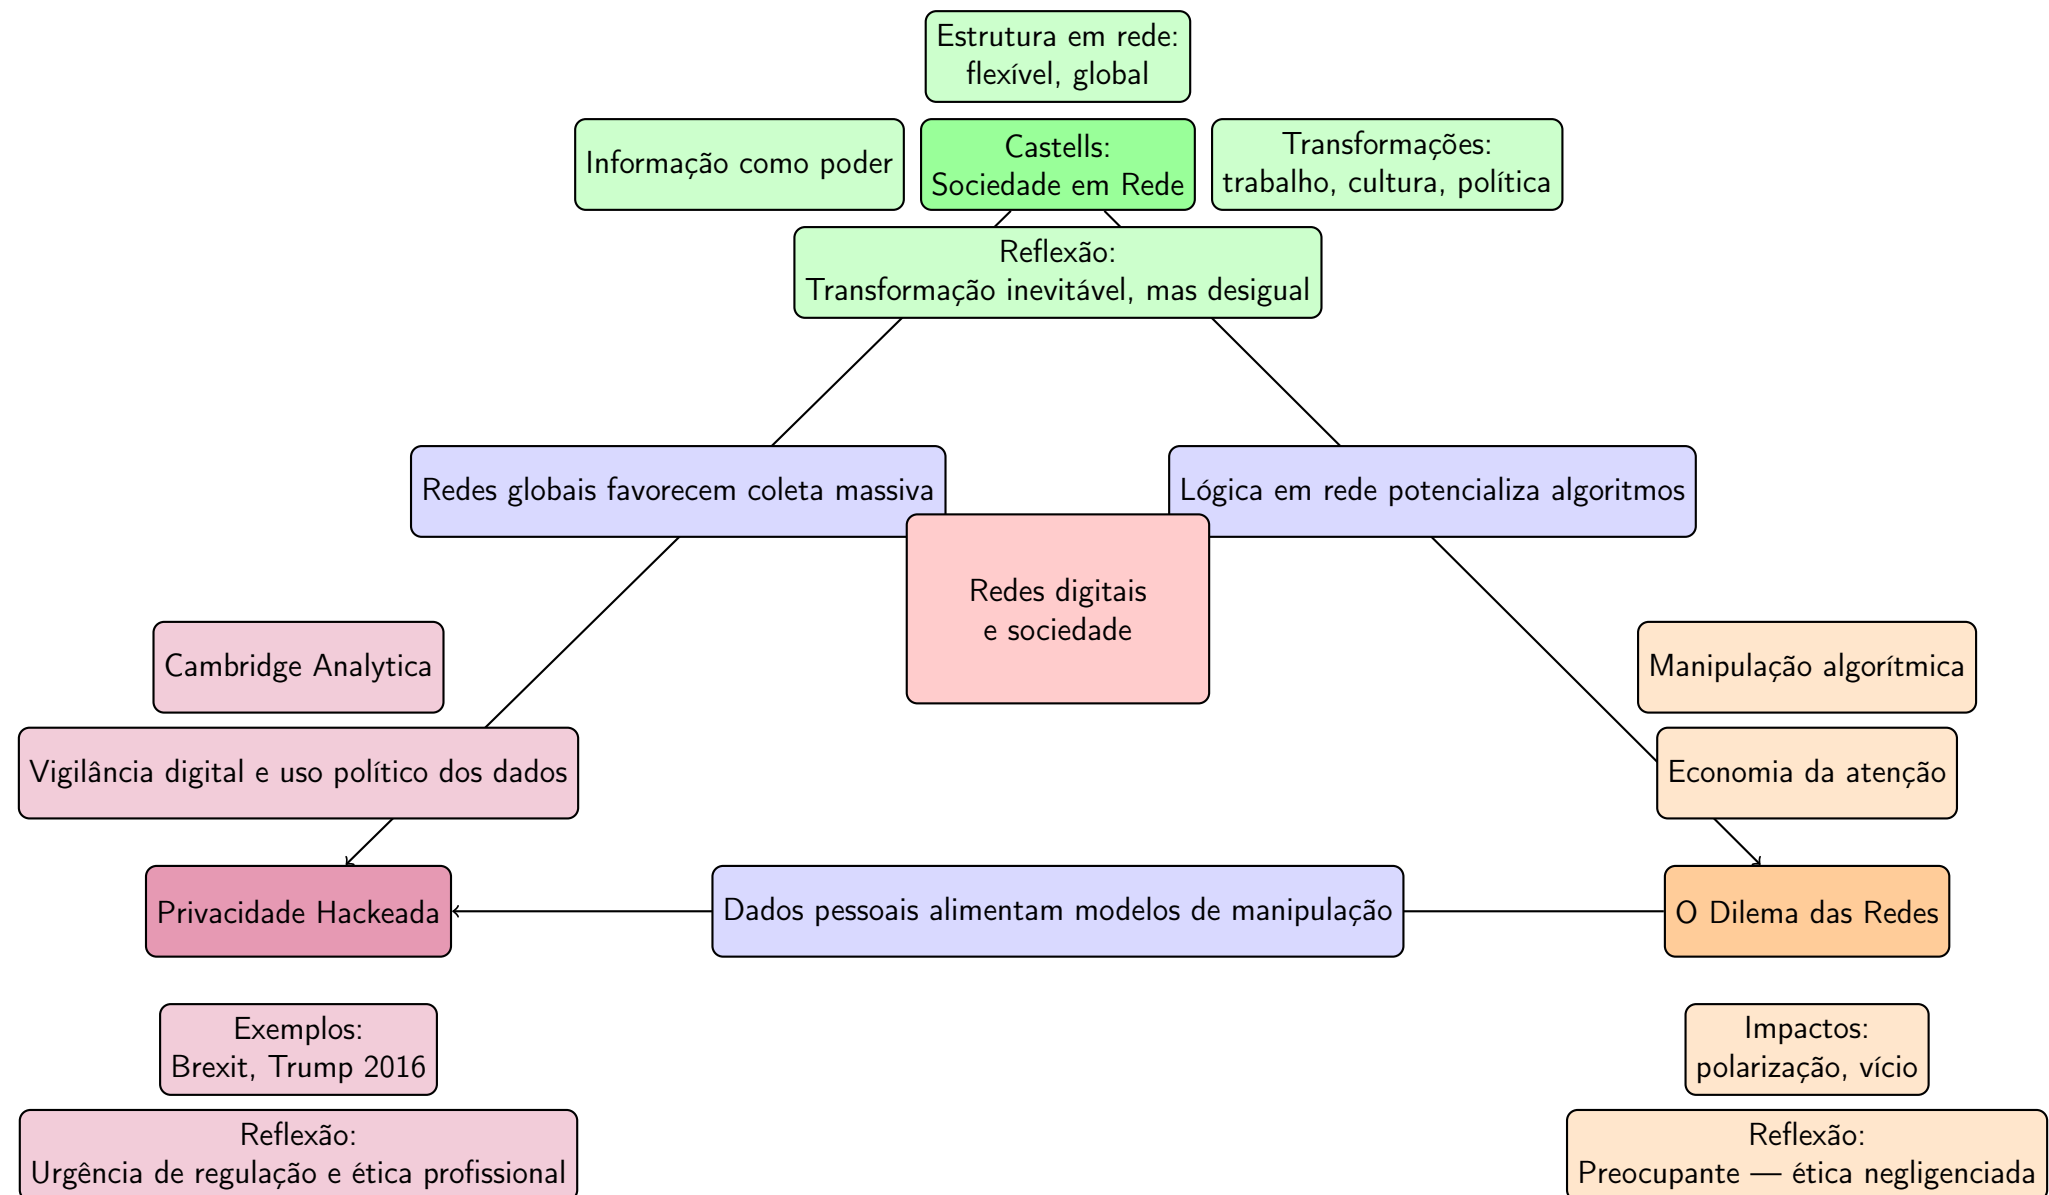 Estrutura em rede:
flexível, global
Informação como poder
Castells:
Sociedade em Rede
Transformações:
trabalho, cultura, política
Reflexão:
Transformação inevitável, mas desigual
Redes globais favorecem coleta massiva
Lógica em rede potencializa algoritmos
Redes digitais
e sociedade
Cambridge Analytica
Manipulação algorítmica
Vigilância digital e uso político dos dados
Economia da atenção
Privacidade Hackeada
Dados pessoais alimentam modelos de manipulação
O Dilema das Redes
Exemplos:
Brexit, Trump 2016
Impactos:
polarização, vício
Reflexão:
Urgência de regulação e ética profissional
Reflexão:
Preocupante — ética negligenciada